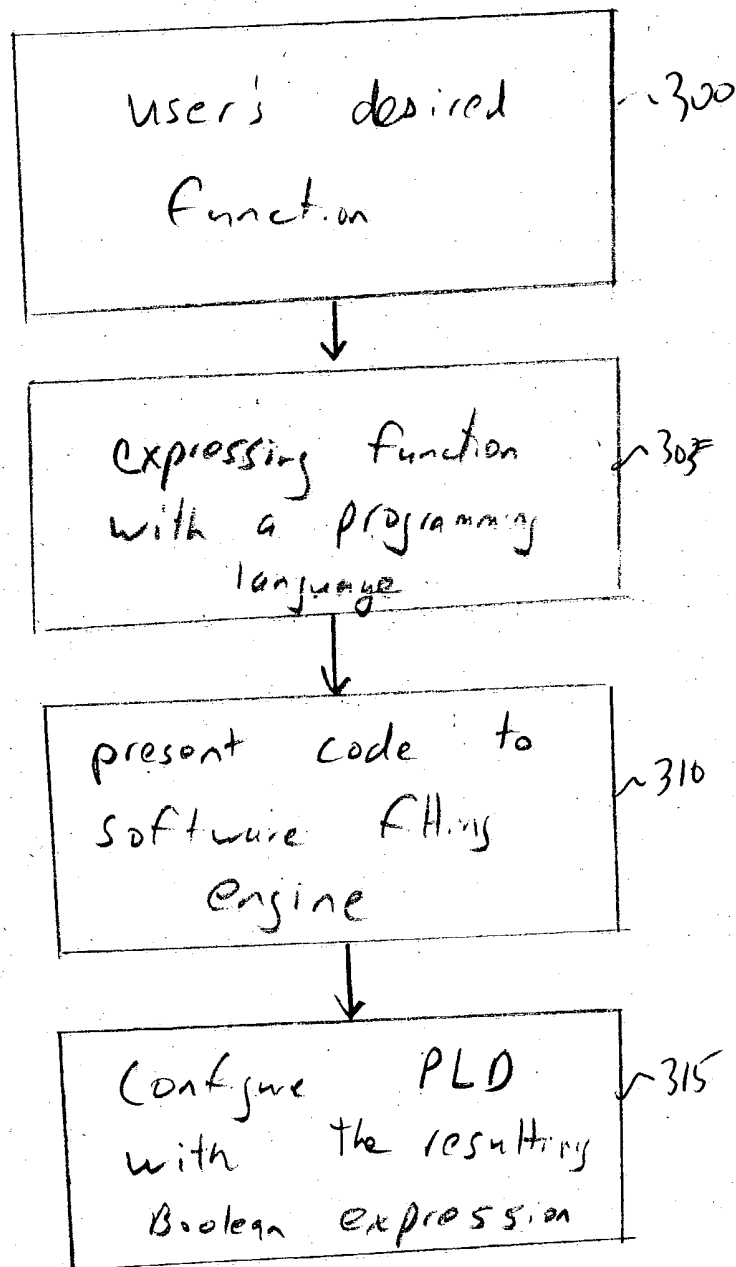 user's desired 300
function
expressing function 305
with a programming
language
present code to
software fitting 310
engine
Configure PLD 315
with the resulting
Boolean expression